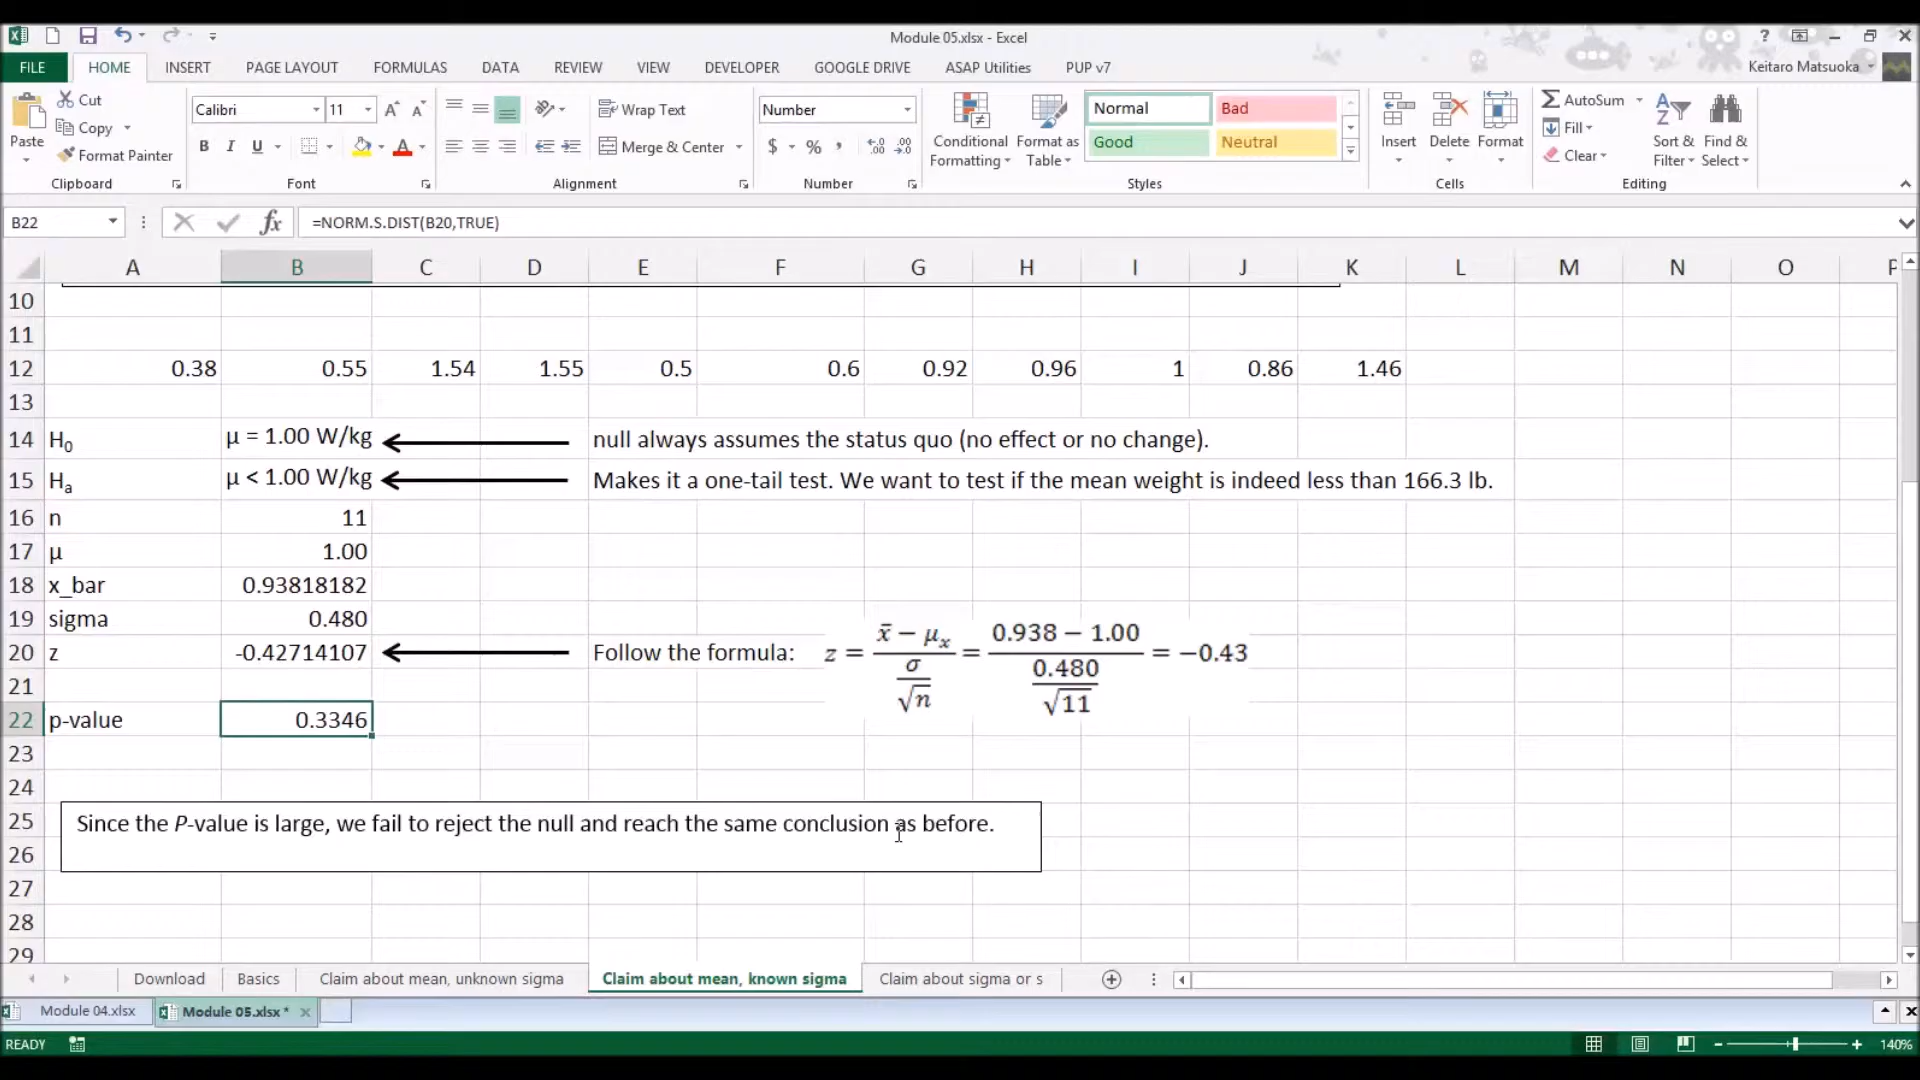 Module 05.xlsx - Excel
?
FILE HOME INSERT PAGE LAYOUT FORMULAS DATA REVIEW VIEW DEVELOPER GOOGLE DRIVE ASAP Utilities PUP v7 Keitaro Matsuoka
Paste
Cut
Copy
Format Painter
Clipboard
Calibri 11
B I U
Font
Wrap Text
Merge & Center
Alignment
Number
$ % ,
Number
Conditional Formatting
Format as Table
Normal Bad
Good Neutral
Styles
Insert Delete Format
Cells
AutoSum
Fill
Clear
Sort & Filter
Find & Select
Editing
B22 fx =NORM.S.DIST(B20,TRUE)
A B C D E F G H I J K L M N O P
10
11
12 0.38 0.55 1.54 1.55 0.5 0.6 0.92 0.96 1 0.86 1.46
13
14 H0 μ = 1.00 W/kg null always assumes the status quo (no effect or no change).
15 Ha μ < 1.00 W/kg Makes it a one-tail test. We want to test if the mean weight is indeed less than 166.3 lb.
16 n 11
17 μ 1.00
18 x_bar 0.93818182
19 sigma 0.480
20 z -0.42714107 Follow the formula: z = (x̄ − μx)/(σ/√n) = (0.938 − 1.00)/(0.480/√11) = −0.43
21
22 p-value 0.3346
23
24
25 Since the P-value is large, we fail to reject the null and reach the same conclusion as before.
26
27
28
29
Download Basics Claim about mean, unknown sigma Claim about mean, known sigma Claim about sigma or s
Module 04.xlsx Module 05.xlsx *
READY 140%